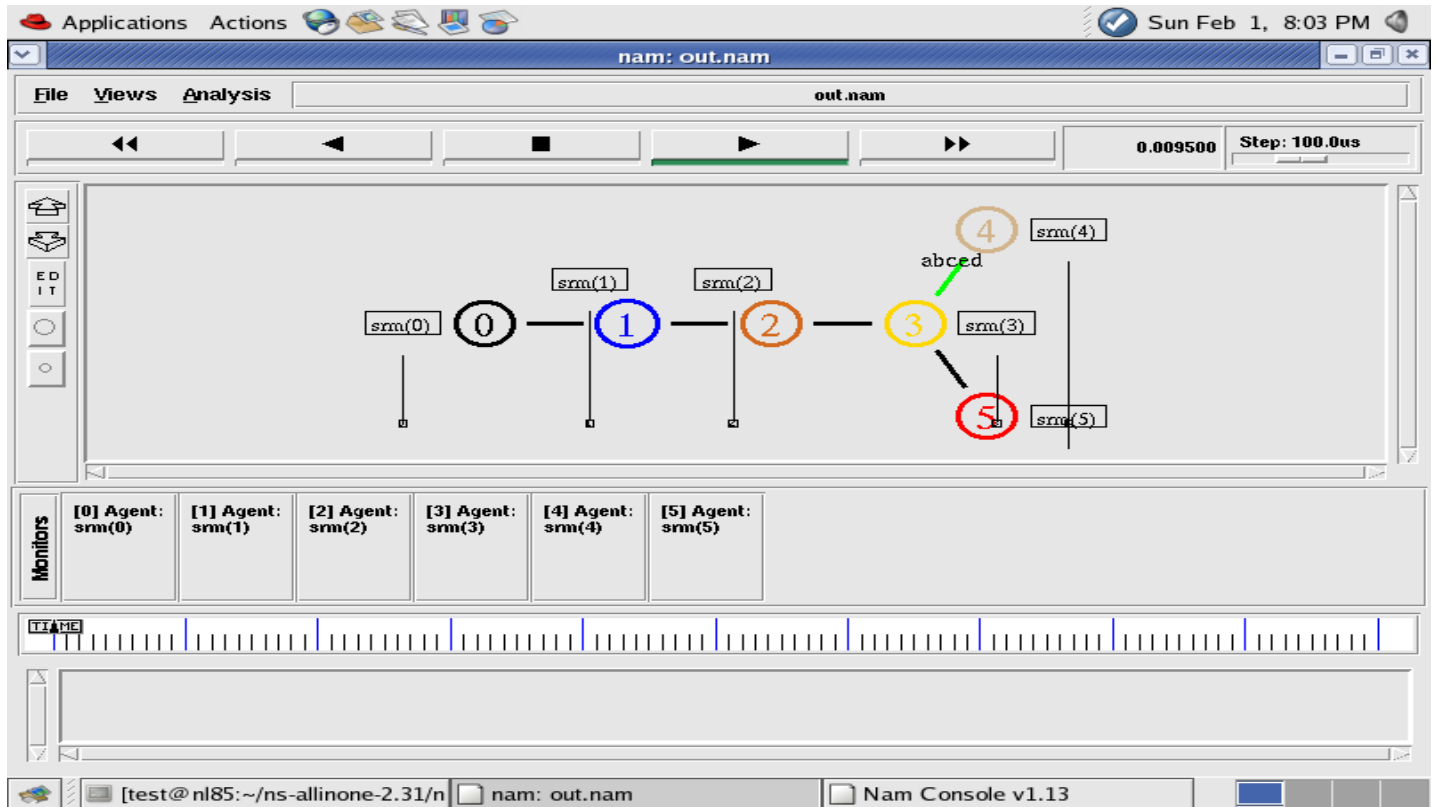 Applications Actions Sun Feb 1, 8:03 PM
nam: out.nam
File Views Analysis out.nam
0.009500 Step: 100.0us
4 srm(4)
abced
E D
I T
srm(1) srm(2)
srm(0) 0 1 2 3 srm(3)
5 srm(5)
Monitors
[0] Agent: [1] Agent: [2] Agent: [3] Agent: [4] Agent: [5] Agent:
srm(0) srm(1) srm(2) srm(3) srm(4) srm(5)
TIME
[test@nl85:~/ns-allinone-2.31/n nam: out.nam Nam Console v1.13